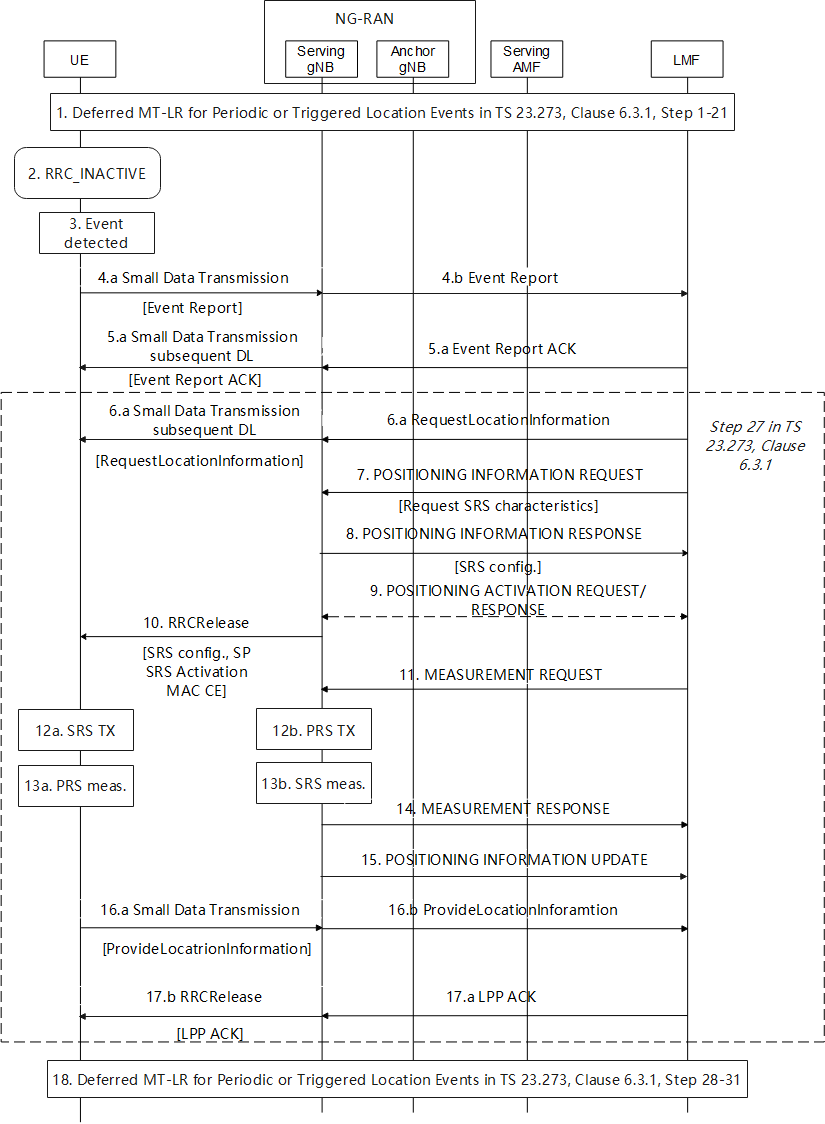 NG-RAN
UE
Serving
gNB
Anchor
gNB
Serving
AMF
LMF
1. Deferred MT-LR for Periodic or Triggered Location Events in TS 23.273, Clause 6.3.1, Step 1-21
2. RRC_INACTIVE
3. Event
detected
4.a Small Data Transmission
4.b Event Report
[Event Report]
5.a Small Data Transmission
subsequent DL
5.a Event Report ACK
[Event Report ACK]
6.a Small Data Transmission
subsequent DL
6.a RequestLocationInformation
Step 27 in TS
23.273, Clause
6.3.1
[RequestLocationInformation]
7. POSITIONING INFORMATION REQUEST
[Request SRS characteristics]
8. POSITIONING INFORMATION RESPONSE
[SRS config.]
9. POSITIONING ACTIVATION REQUEST/
RESPONSE
10. RRCRelease
[SRS config., SP
SRS Activation
MAC CE]
11. MEASUREMENT REQUEST
12a. SRS TX
12b. PRS TX
13a. PRS meas.
13b. SRS meas.
14. MEASUREMENT RESPONSE
15. POSITIONING INFORMATION UPDATE
16.a Small Data Transmission
16.b ProvideLocationInforamtion
[ProvideLocatrionInformation]
17.b RRCRelease
17.a LPP ACK
[LPP ACK]
18. Deferred MT-LR for Periodic or Triggered Location Events in TS 23.273, Clause 6.3.1, Step 28-31